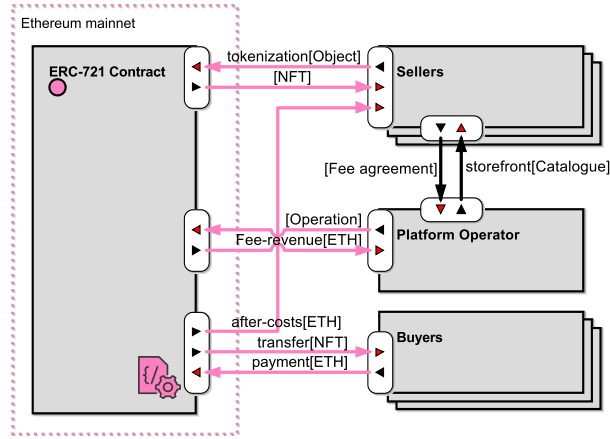 Ethereum mainnet
ERC-721 Contract
tokenization[Object]
[NFT]
Sellers
[Fee agreement]
storefront[Catalogue]
[Operation]
Fee-revenue[ETH]
Platform Operator
after-costs[ETH]
transfer[NFT]
payment[ETH]
Buyers
{/}